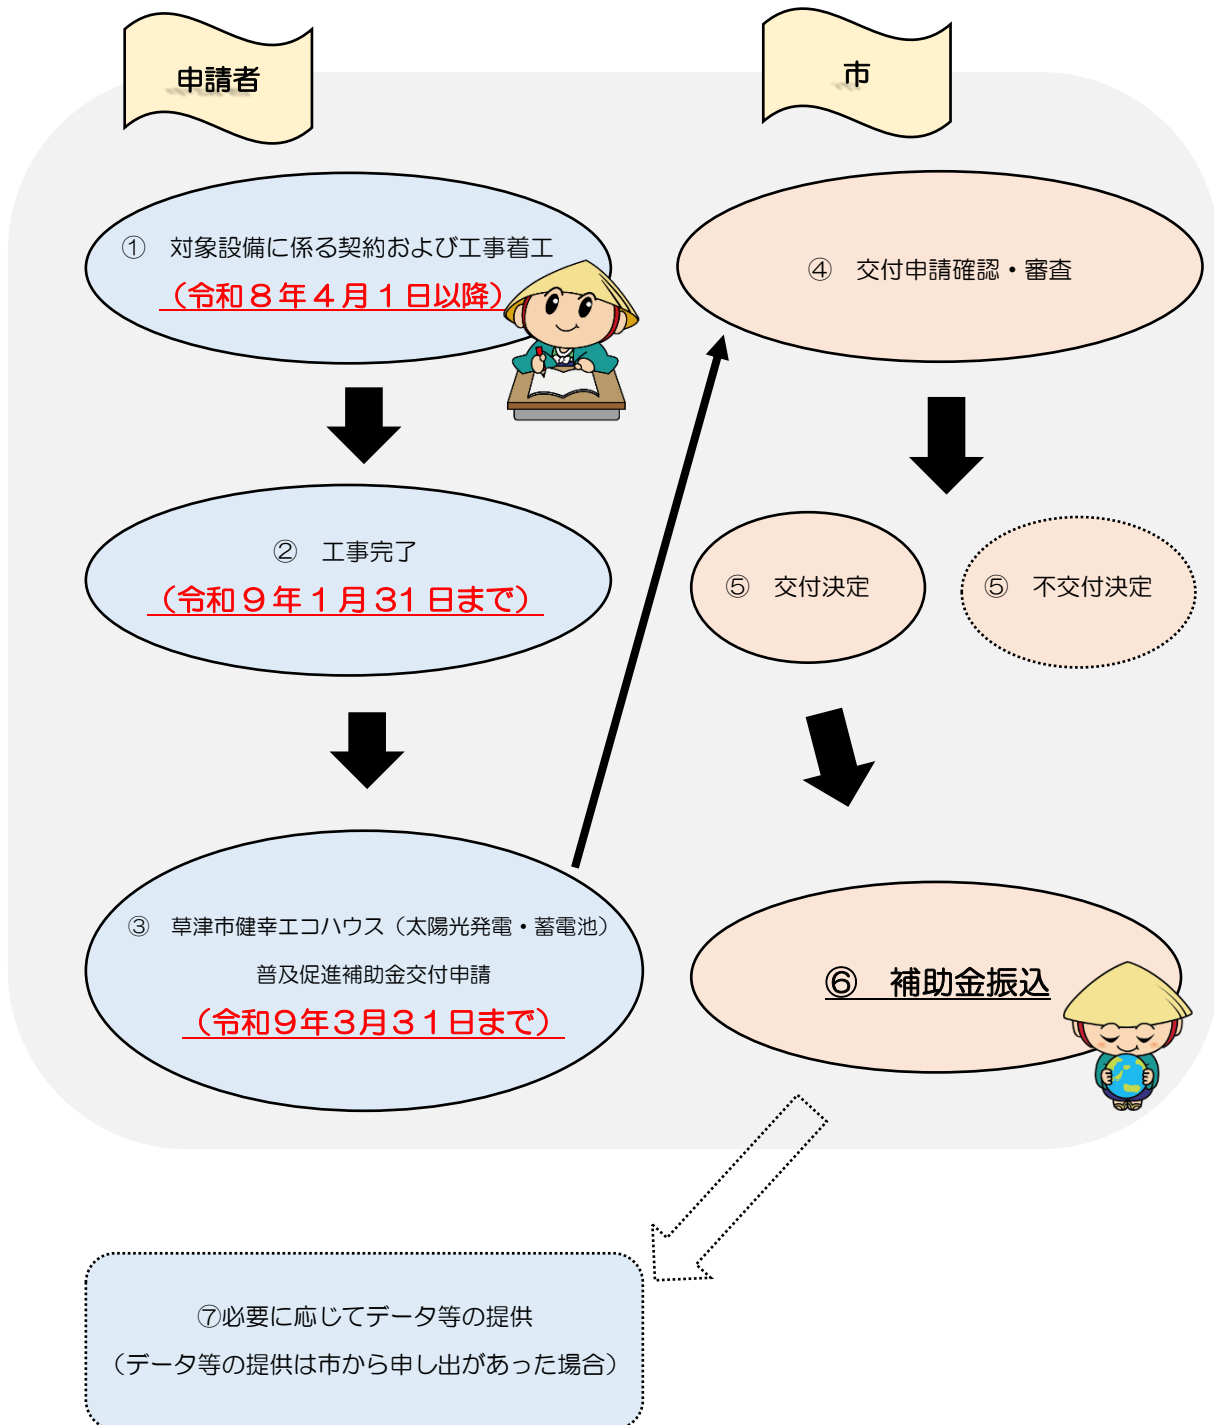 申請者
市
① 対象設備に係る契約および工事着工
（令和８年４月１日以降）
② 工事完了
（令和９年１月31日まで）
③ 草津市健幸エコハウス（太陽光発電・蓄電池）
普及促進補助金交付申請
（令和９年３月３１日まで）
④ 交付申請確認・審査
⑤ 交付決定
⑤ 不交付決定
⑥ 補助金振込
⑦必要に応じてデータ等の提供
（データ等の提供は市から申し出があった場合）